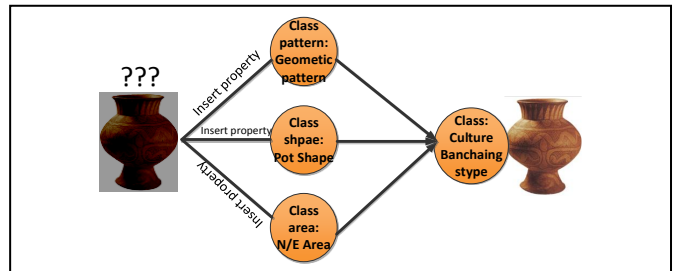 ???
Insert property
Insert property
Insert property
Class
pattern:
Geometic
pattern
Class
shpae:
Pot Shape
Class
area:
N/E Area
Class:
Culture
Banchaing
stype